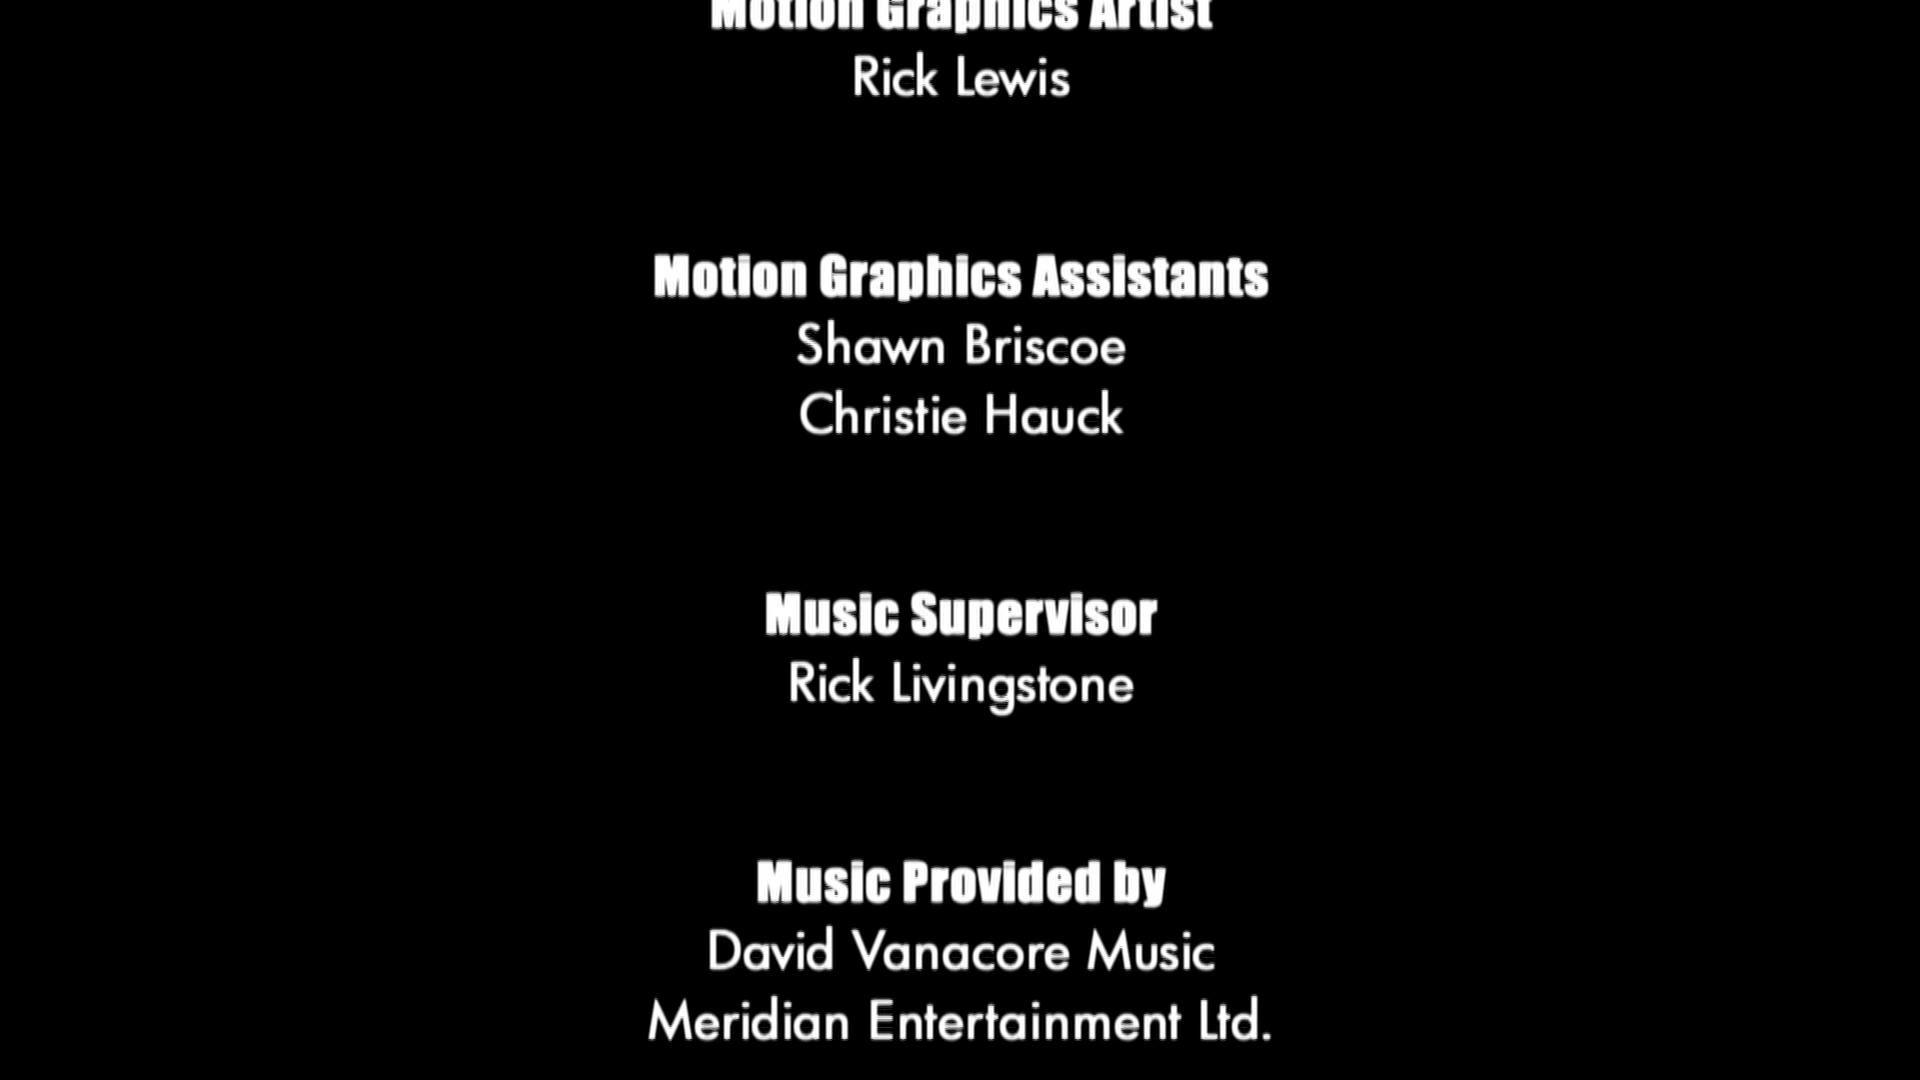 Motion Graphics Artist
Rick Lewis
Motion Graphics Assistants
Shawn Briscoe
Christie Hauck
Music Supervisor
Rick Livingstone
Music Provided by
David Vanacore Music
Meridian Entertainment Ltd.